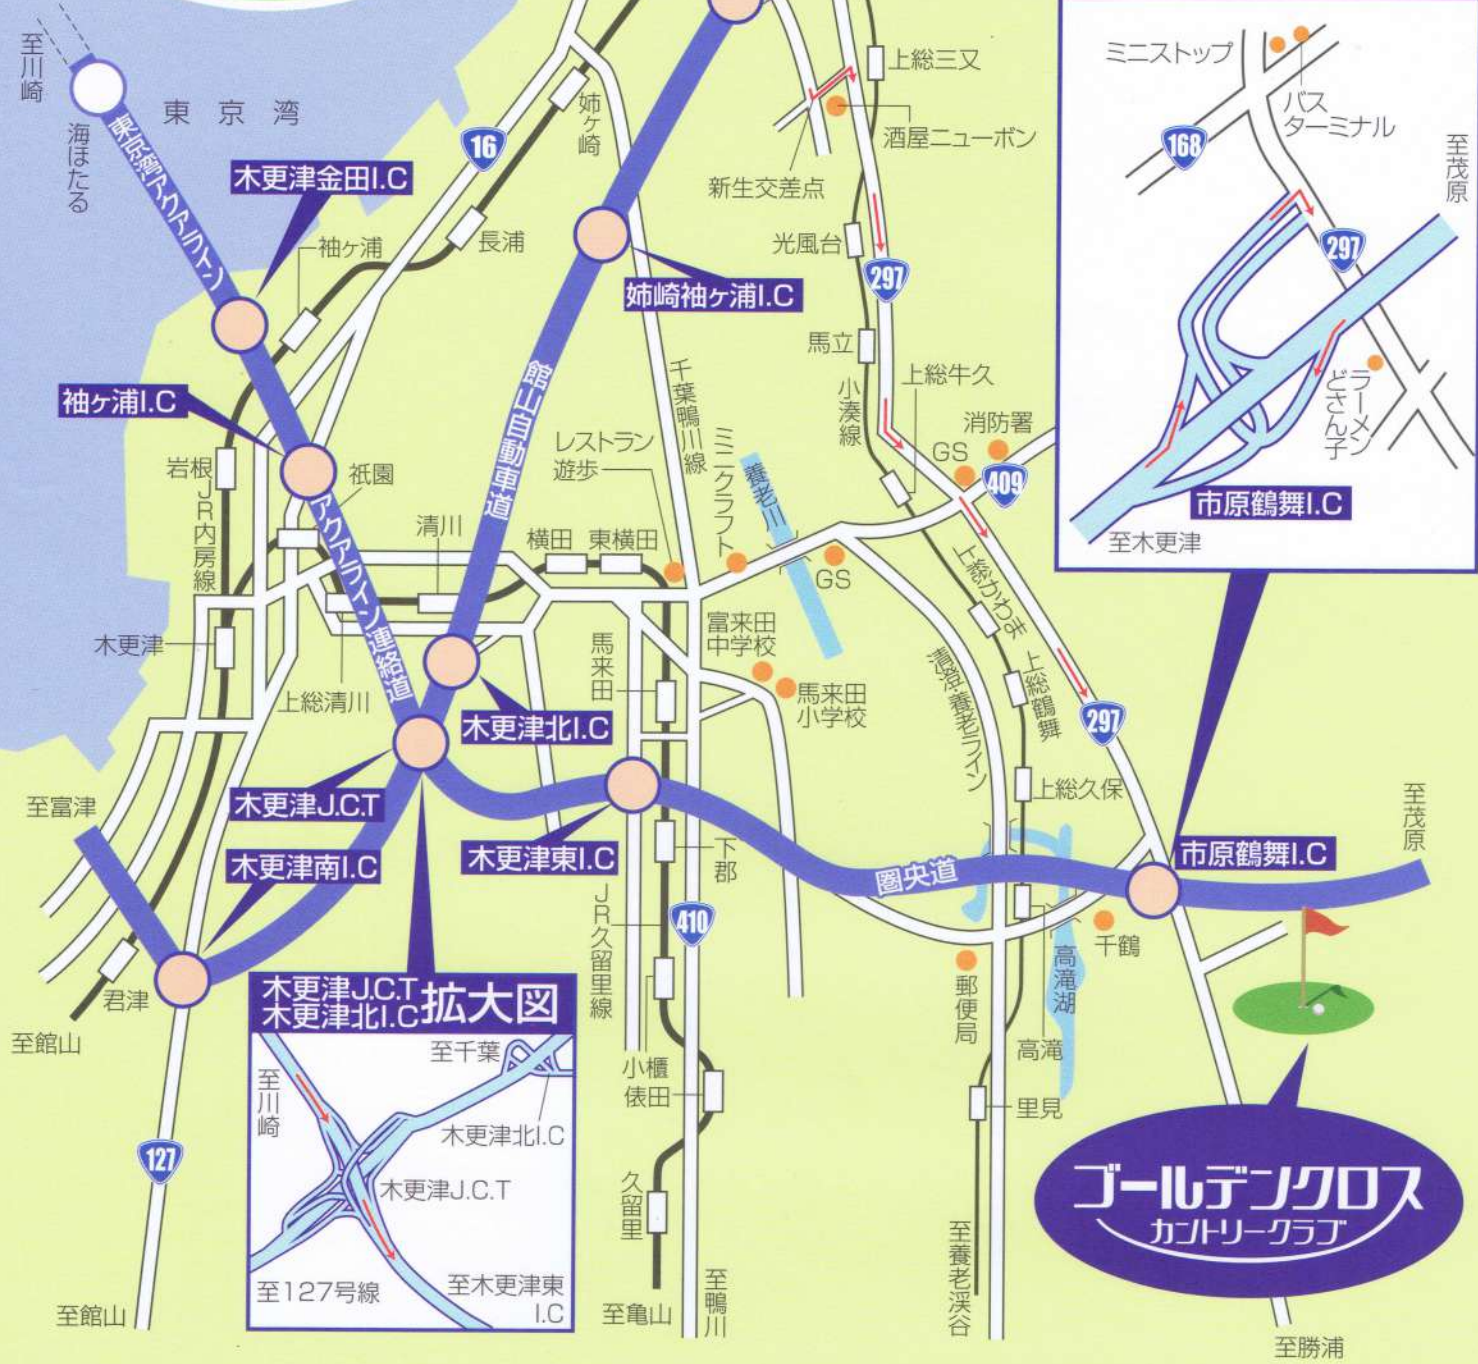 至川崎
海ほたる
東京湾
東京湾アクアライン
木更津金田I.C
16
姉ヶ崎
長浦
袖ヶ浦
姉崎袖ヶ浦I.C
上総三又
酒屋ニューボン
新生交差点
光風台
297
馬立
小湊線
上総牛久
消防署
GS
409
ミニストップ
バス
ターミナル
168
至茂原
297
ラーメン
どさん子
市原鶴舞I.C
至木更津
袖ヶ浦I.C
岩根
JR内房線
祇園
アクアライン連絡道
館山自動車道
千葉鴨川線
レストラン
遊歩
ミニクラフト
養老川
GS
清川
横田
東横田
木更津
上総清川
木更津北I.C
馬来田
富来田
中学校
馬来田
小学校
清澄・養老ライン
上総かわま
上総鶴舞
297
上総久保
至富津
木更津J.C.T
木更津南I.C
木更津東I.C
下郡
圏央道
市原鶴舞I.C
至茂原
JR久留里線
410
君津
至館山
千鶴
郵便局
高滝湖
高滝
木更津J.C.T
木更津北I.C
拡大図
至川崎
至千葉
木更津北I.C
木更津J.C.T
至127号線
至木更津東
I.C
小櫃
俵田
里見
127
久留里
至館山
至亀山
至鴨川
至養老渓谷
ゴールデンクロス
カントリークラブ
至勝浦